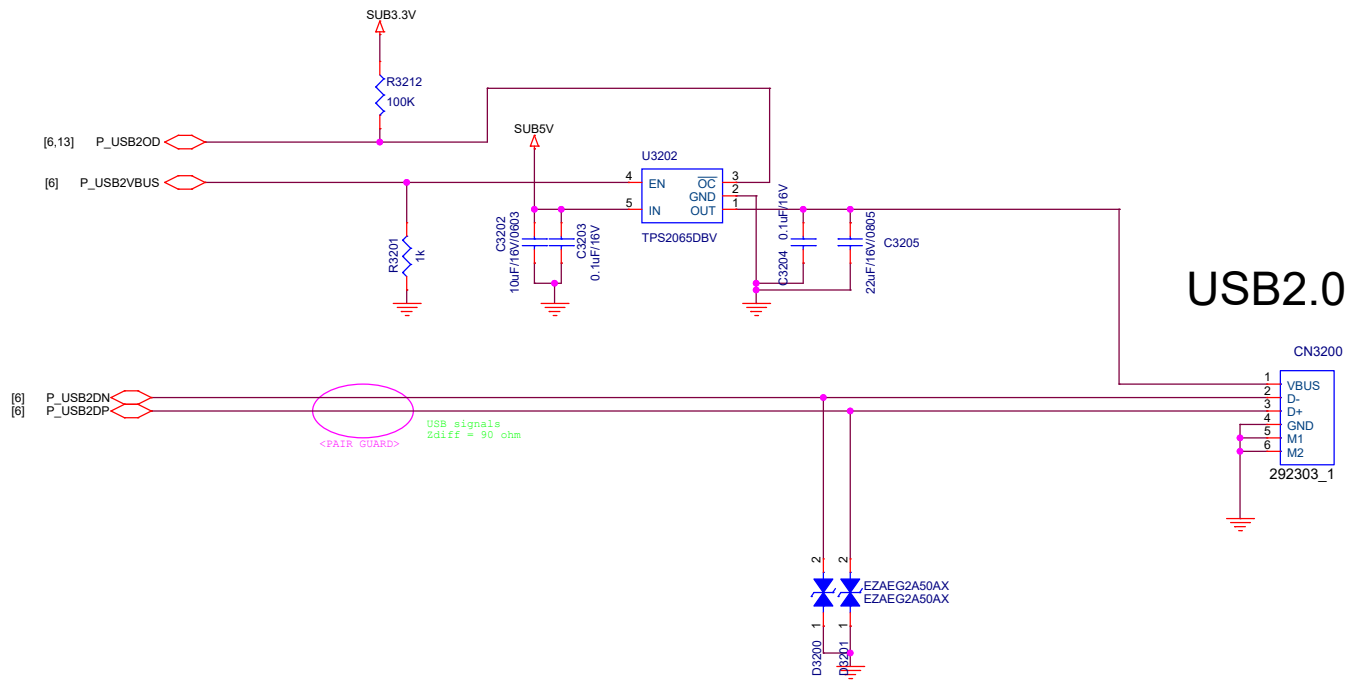 SUB3.3V
R3212
100K
[6,13] P_USB2OD
SUB5V
U3202
[6] P_USB2VBUS
4 EN OC 3
GND 2
5 IN OUT 1
TPS2065DBV
R3201
1k
C3202
10uF/16V/0603
C3203
0.1uF/16V
C3204 0.1uF/16V
22uF/16V/0805
C3205
USB2.0
CN3200
1 VBUS
2 D-
3 D+
4 GND
5 M1
6 M2
292303_1
[6] P_USB2DN
[6] P_USB2DP
<PAIR GUARD>
USB signals
Zdiff = 90 ohm
2 2
EZAEG2A50AX
EZAEG2A50AX
1 1
D3200
D3201